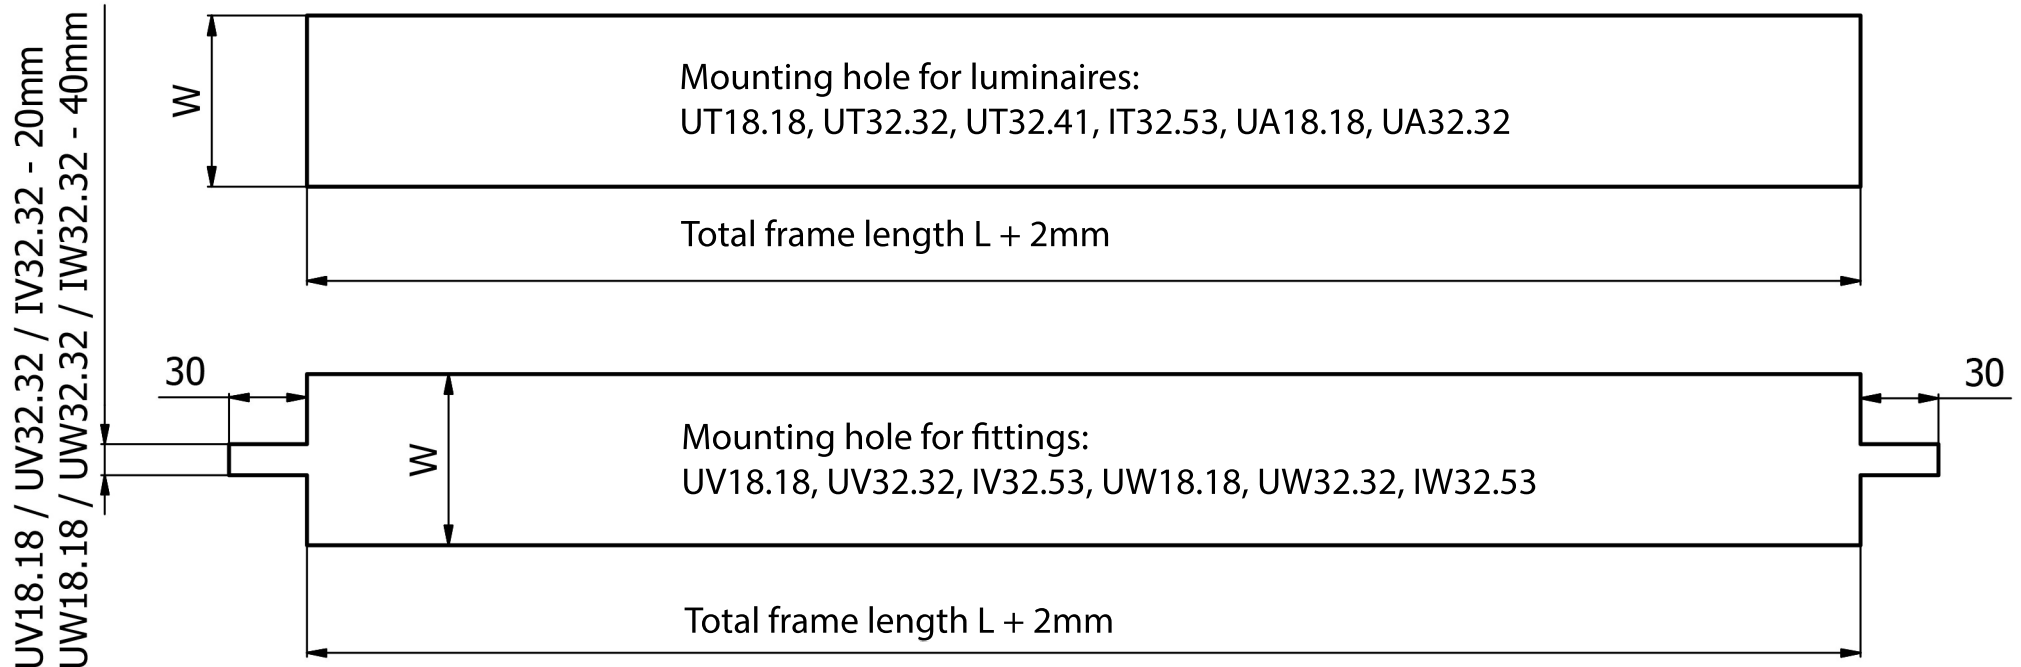 UV18.18 / UV32.32 / IV32.32 - 20mm
UW18.18 / UW32.32 / IW32.32 - 40mm
W
Mounting hole for luminaires:
UT18.18, UT32.32, UT32.41, IT32.53, UA18.18, UA32.32
Total frame length L + 2mm
30
30
W
Mounting hole for fittings:
UV18.18, UV32.32, IV32.53, UW18.18, UW32.32, IW32.53
Total frame length L + 2mm